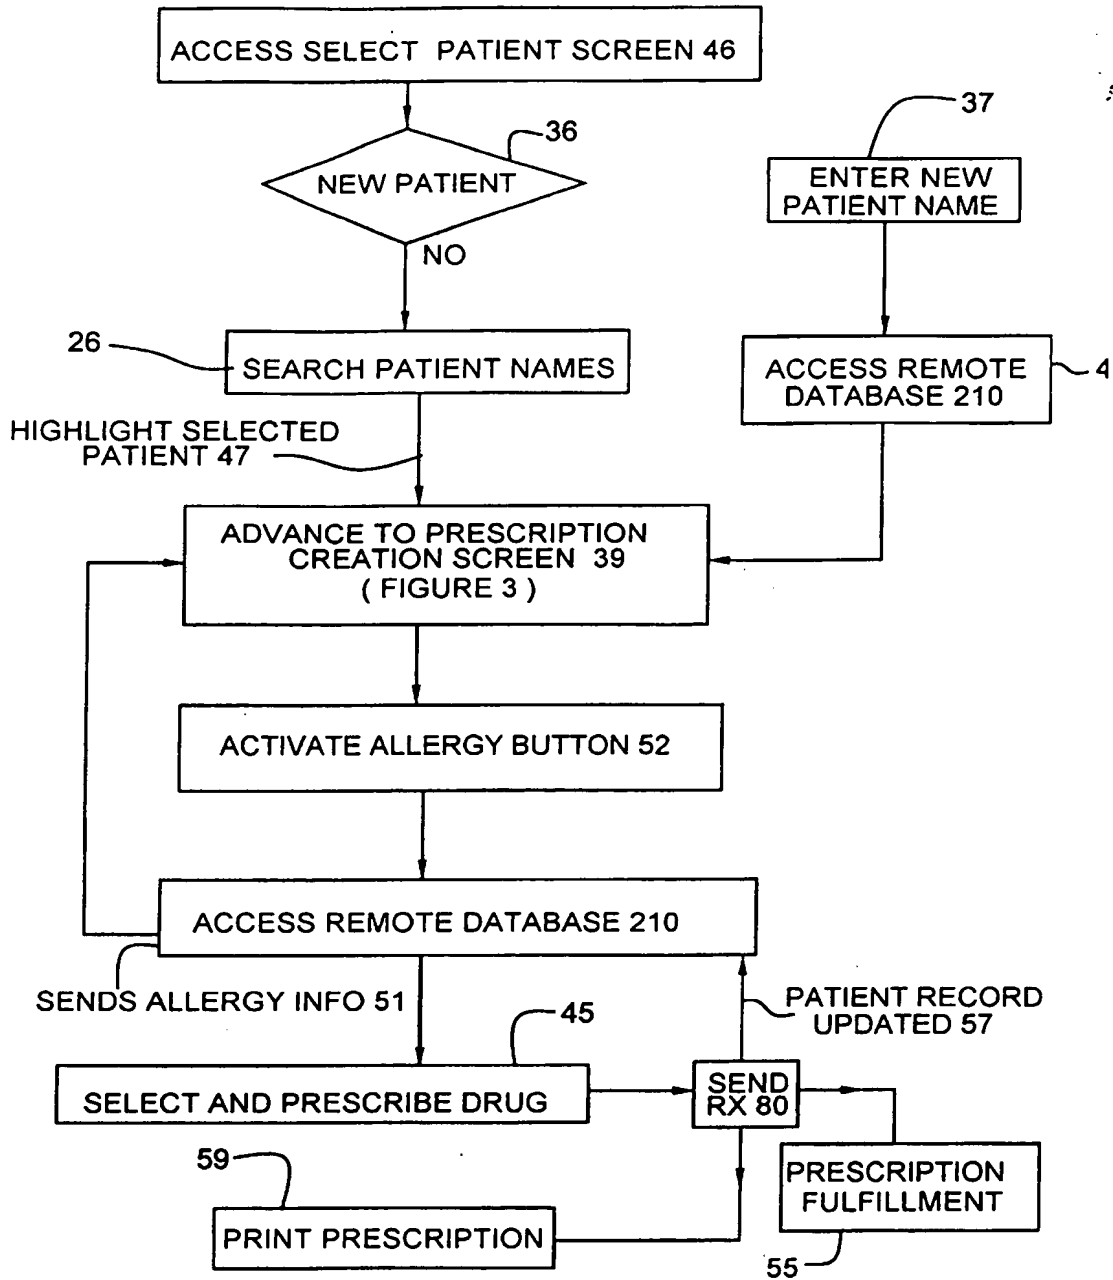 ACCESS SELECT PATIENT SCREEN 46
36
NEW PATIENT
NO
37
ENTER NEW
PATIENT NAME
26
SEARCH PATIENT NAMES
ACCESS REMOTE
DATABASE 210
4
HIGHLIGHT SELECTED
PATIENT 47
ADVANCE TO PRESCRIPTION
CREATION SCREEN 39
( FIGURE 3 )
ACTIVATE ALLERGY BUTTON 52
ACCESS REMOTE DATABASE 210
SENDS ALLERGY INFO 51
PATIENT RECORD
UPDATED 57
45
SELECT AND PRESCRIBE DRUG
SEND
RX 80
59
PRINT PRESCRIPTION
PRESCRIPTION
FULFILLMENT
55